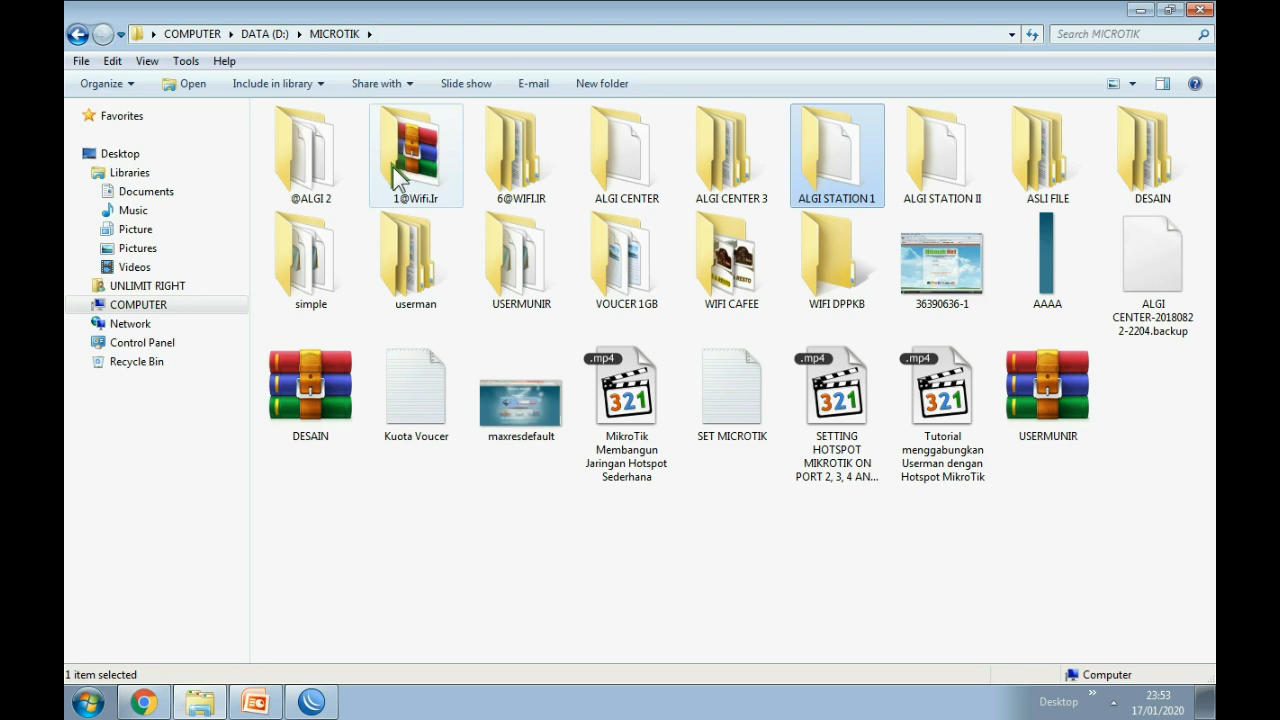 COMPUTER DATA (D:) MICROTIK
Search MICROTIK
File Edit View Tools Help
Organize Open Include in library Share with Slide show E-mail New folder
Favorites
Desktop
Libraries
Documents
Music
Picture
Pictures
Videos
UNLIMIT RIGHT
COMPUTER
Network
Control Panel
Recycle Bin
@ALGI 2
1@Wifi.Ir
6@WIFI.IR
ALGI CENTER
ALGI CENTER 3
ALGI STATION 1
ALGI STATION II
ASLI FILE
DESAIN
simple
userman
USERMUNIR
VOUCER 1GB
WIFI CAFEE
WIFI DPPKB
36390636-1
AAAA
ALGI
CENTER-2018082
2-2204.backup
DESAIN
Kuota Voucer
maxresdefault
.mp4
321
MikroTik
Membangun
Jaringan Hotspot
Sederhana
SET MICROTIK
.mp4
321
SETTING
HOTSPOT
MIKROTIK ON
PORT 2, 3, 4 AN...
.mp4
321
Tutorial
menggabungkan
Userman dengan
Hotspot MikroTik
USERMUNIR
1 item selected
Computer
Desktop
23:53
17/01/2020